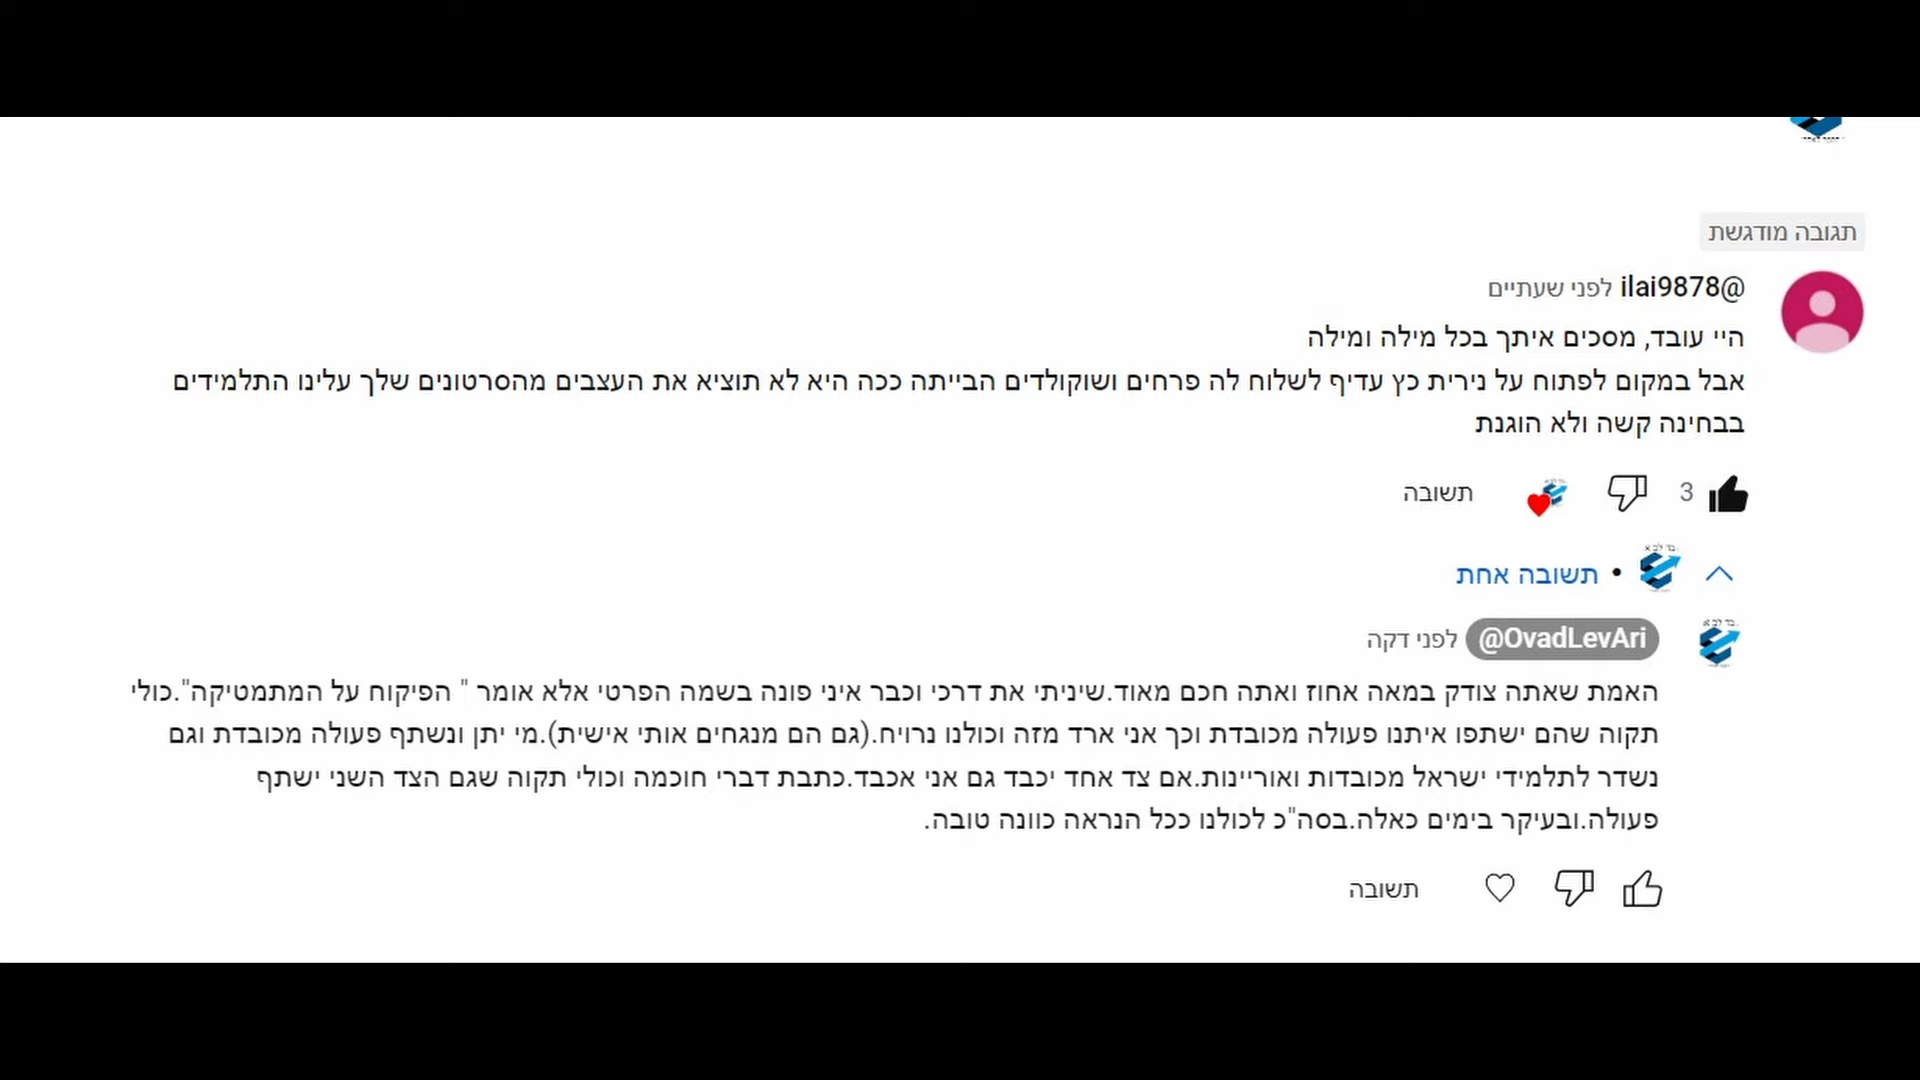 תגובה מודגשת
@ilai9878 לפני שעתיים
היי עובד, מסכים איתך בכל מילה ומילה
אבל במקום לפתוח על נירית כץ עדיף לשלוח לה פרחים ושוקולדים הבייתה ככה היא לא תוציא את העצבים מהסרטונים שלך עלינו התלמידים
בבחינה קשה ולא הוגנת
3 תשובה
• תשובה אחת
@OvadLevAri לפני דקה
האמת שאתה צודק במאה אחוז ואתה חכם מאוד.שיניתי את דרכי וכבר איני פונה בשמה הפרטי אלא אומר " הפיקוח על המתמטיקה".כולי
תקוה שהם ישתפו איתנו פעולה מכובדת וכך אני ארד מזה וכולנו נרויח.(גם הם מנגחים אותי אישית).מי יתן ונשתף פעולה מכובדת וגם
נשדר לתלמידי ישראל מכובדות ואוריינות.אם צד אחד יכבד גם אני אכבד.כתבת דברי חוכמה וכולי תקוה שגם הצד השני ישתף
פעולה.ובעיקר בימים כאלה.בסה"כ לכולנו ככל הנראה כוונה טובה.
תשובה